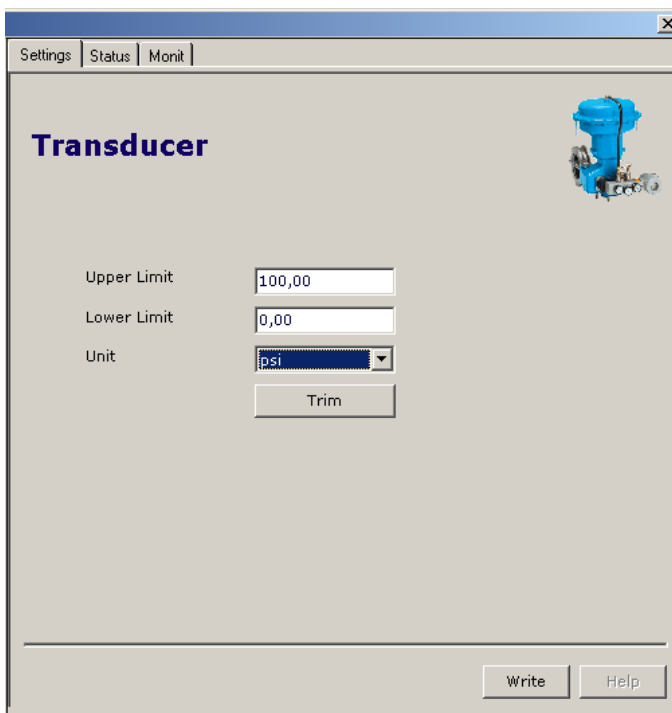 Settings Status Monit
Transducer
Upper Limit 100,00
Lower Limit 0,00
Unit psi
Trim
Write Help